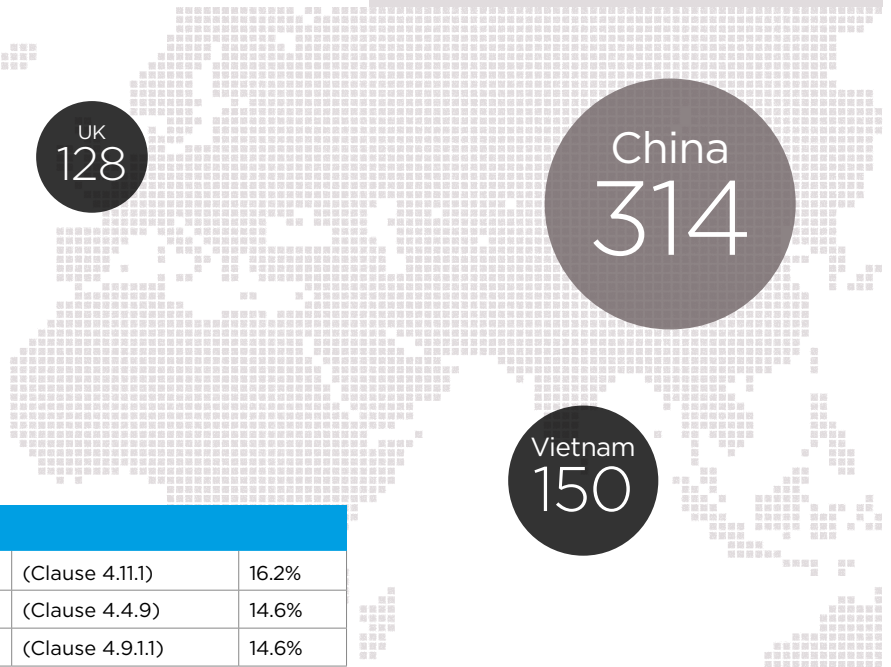 UK
128
China
314
Vietnam
150
(Clause 4.11.1) 16.2%
(Clause 4.4.9) 14.6%
(Clause 4.9.1.1) 14.6%